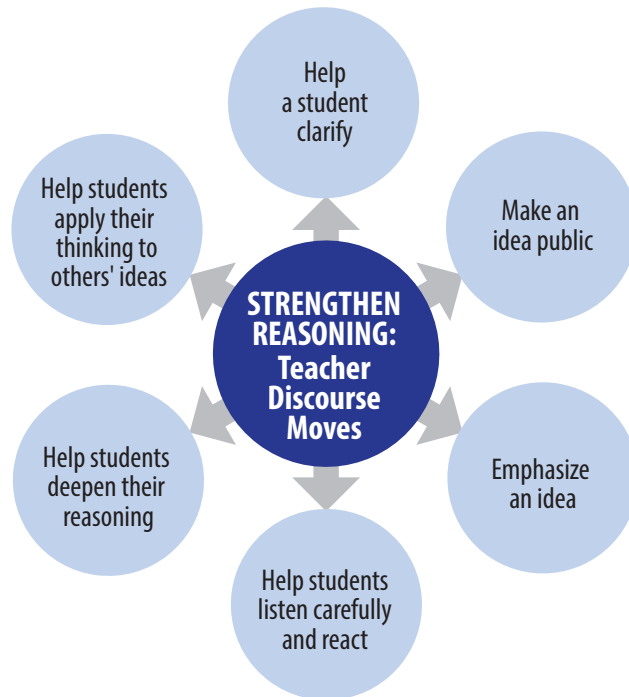 Help
a student
clarify
Make an
idea public
Emphasize
an idea
Help students
listen carefully
and react
Help students
deepen their
reasoning
Help students
apply their
thinking to
others' ideas
STRENGTHEN
REASONING:
Teacher
Discourse
Moves